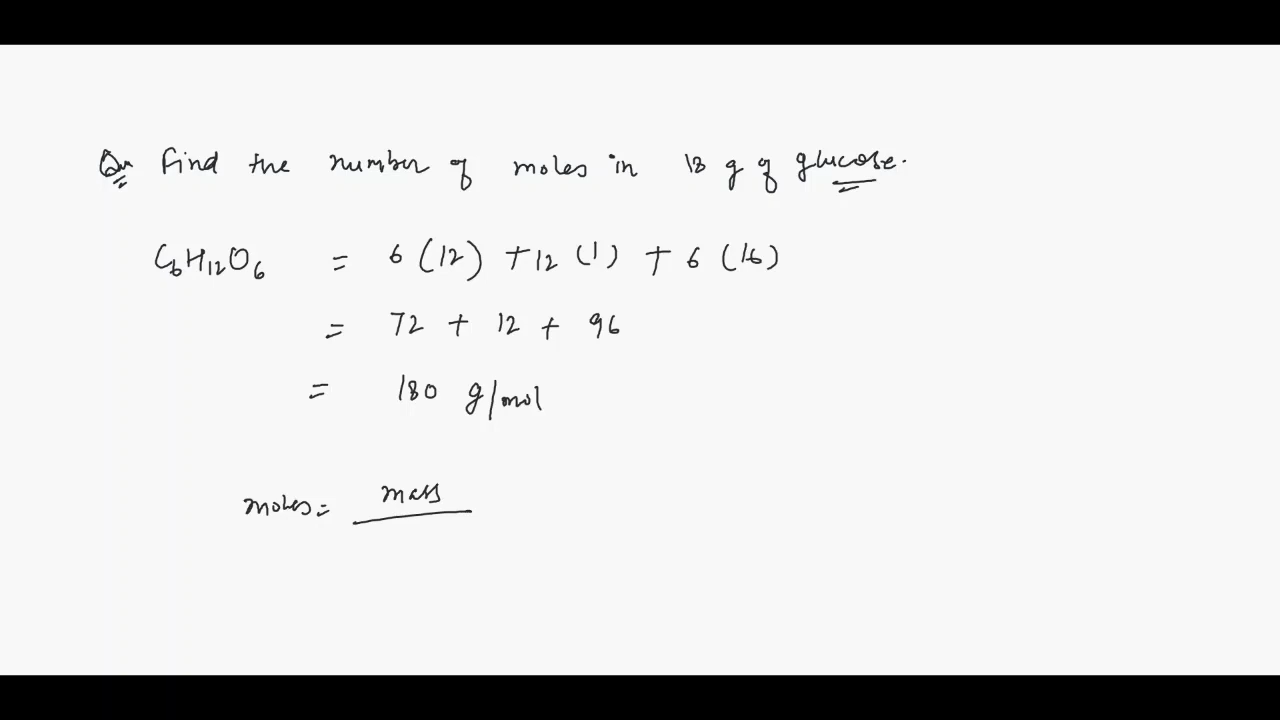 Qn Find the number of moles in 18 g of glucose.
C6H12O6 = 6 (12) + 12 (1) + 6 (16)
= 72 + 12 + 96
= 180 g/mol
moles = mass